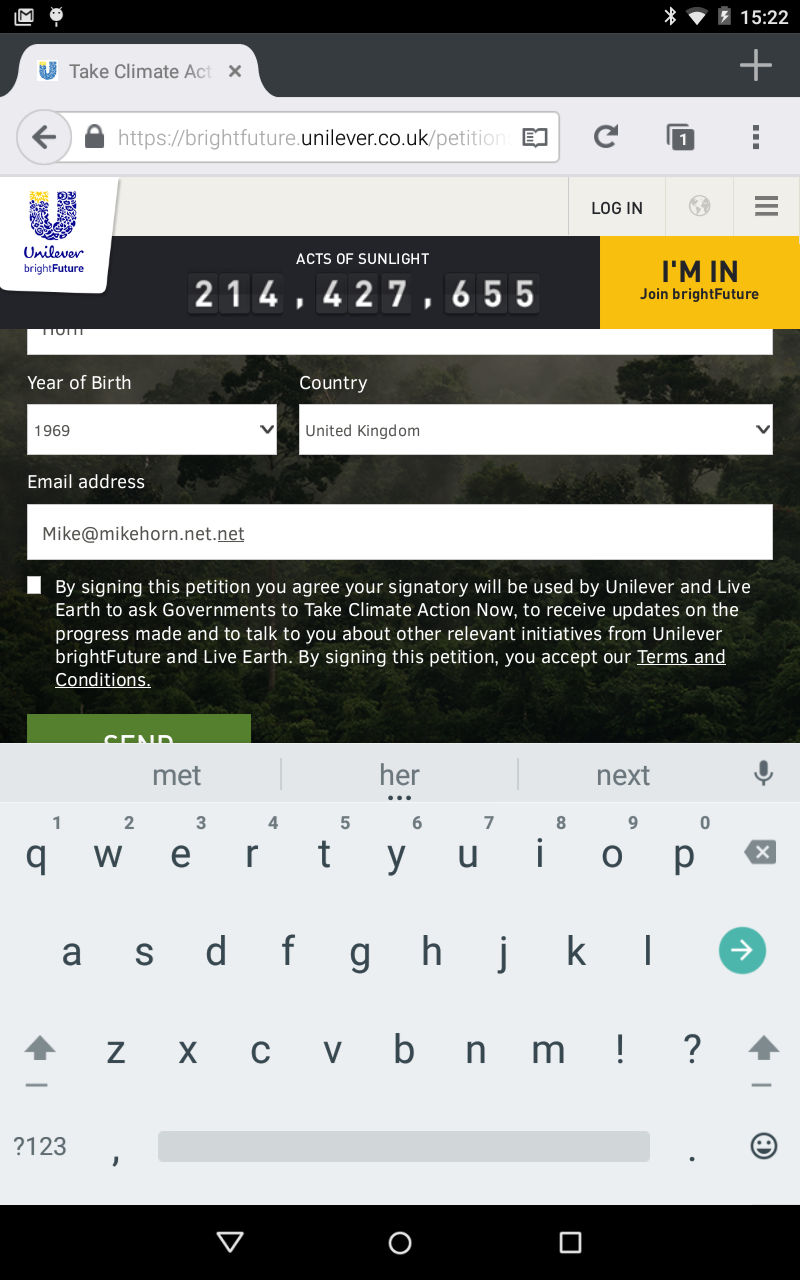 15:22
Take Climate Act
https://brightfuture.unilever.co.uk/petition
1
LOG IN
Unilever
brightFuture
ACTS OF SUNLIGHT
214,427,655
I'M IN
Join brightFuture
Horn
Year of Birth
Country
1969
United Kingdom
Email address
Mike@mikehorn.net.net
By signing this petition you agree your signatory will be used by Unilever and Live
Earth to ask Governments to Take Climate Action Now, to receive updates on the
progress made and to talk to you about other relevant initiatives from Unilever
brightFuture and Live Earth. By signing this petition, you accept our Terms and
Conditions.
SEND
met her next
1 2 3 4 5 6 7 8 9 0
q w e r t y u i o p
a s d f g h j k l
z x c v b n m ! ?
?123 , .